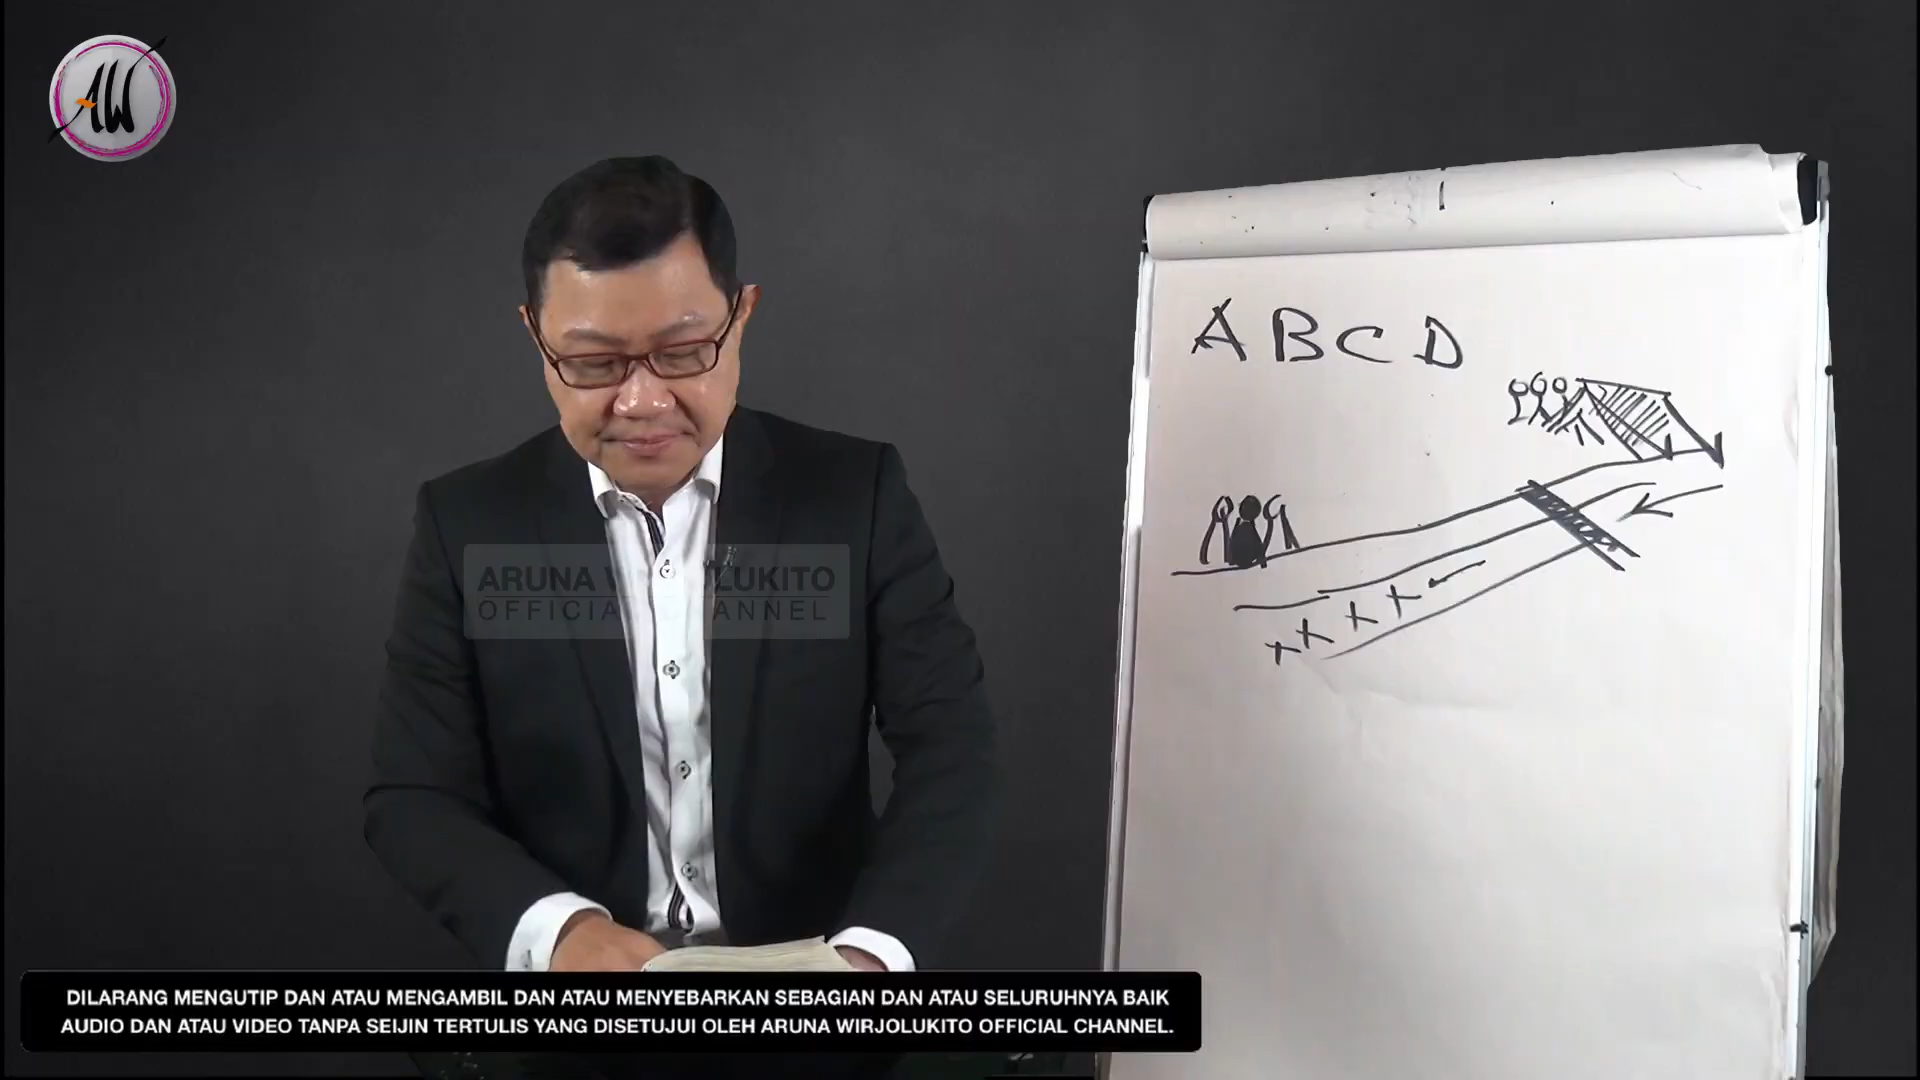 AW
A B C D
ARUNA WIRJOLUKITO
OFFICIAL CHANNEL
DILARANG MENGUTIP DAN ATAU MENGAMBIL DAN ATAU MENYEBARKAN SEBAGIAN DAN ATAU SELURUHNYA BAIK
AUDIO DAN ATAU VIDEO TANPA SEIJIN TERTULIS YANG DISETUJUI OLEH ARUNA WIRJOLUKITO OFFICIAL CHANNEL.